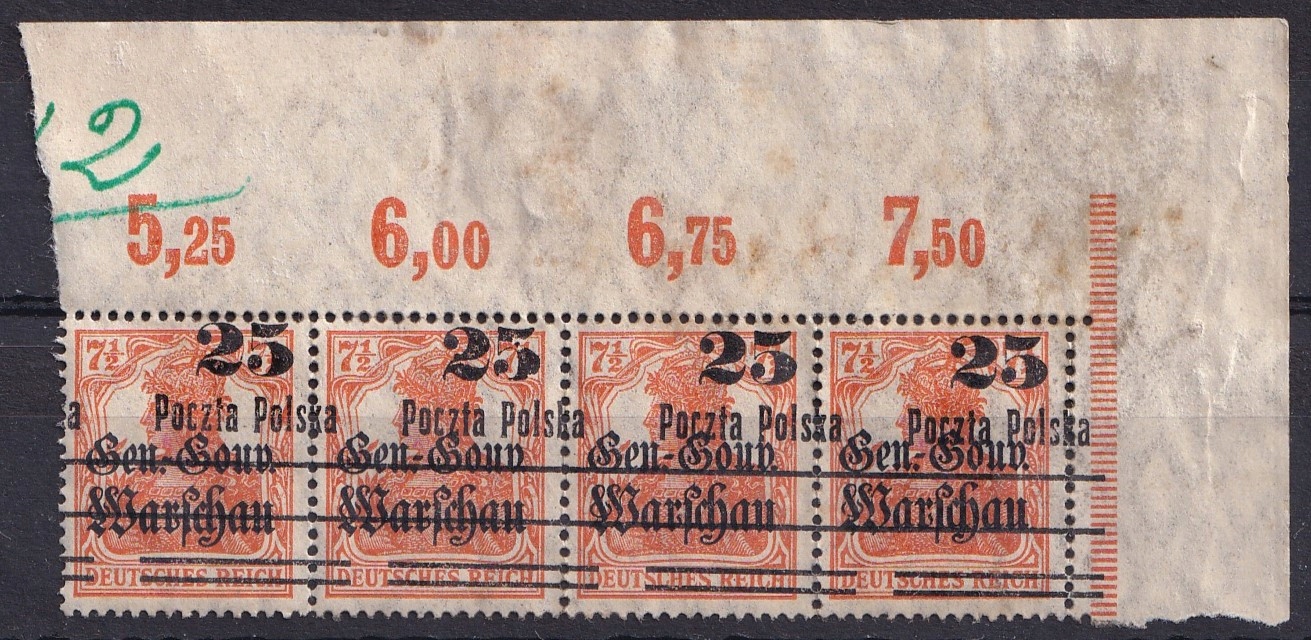 2
5,25 6,00 6,75 7,50
7½ 25 7½ 25 7½ 25 7½ 25
a Poczta Polska Poczta Polska Poczta Polska Poczta Polska
Gen.-Gouv. Gen.-Gouv. Gen.-Gouv. Gen.-Gouv.
Warſchau Warſchau Warſchau Warſchau
DEUTSCHES REICH DEUTSCHES REICH DEUTSCHES REICH DEUTSCHES REICH